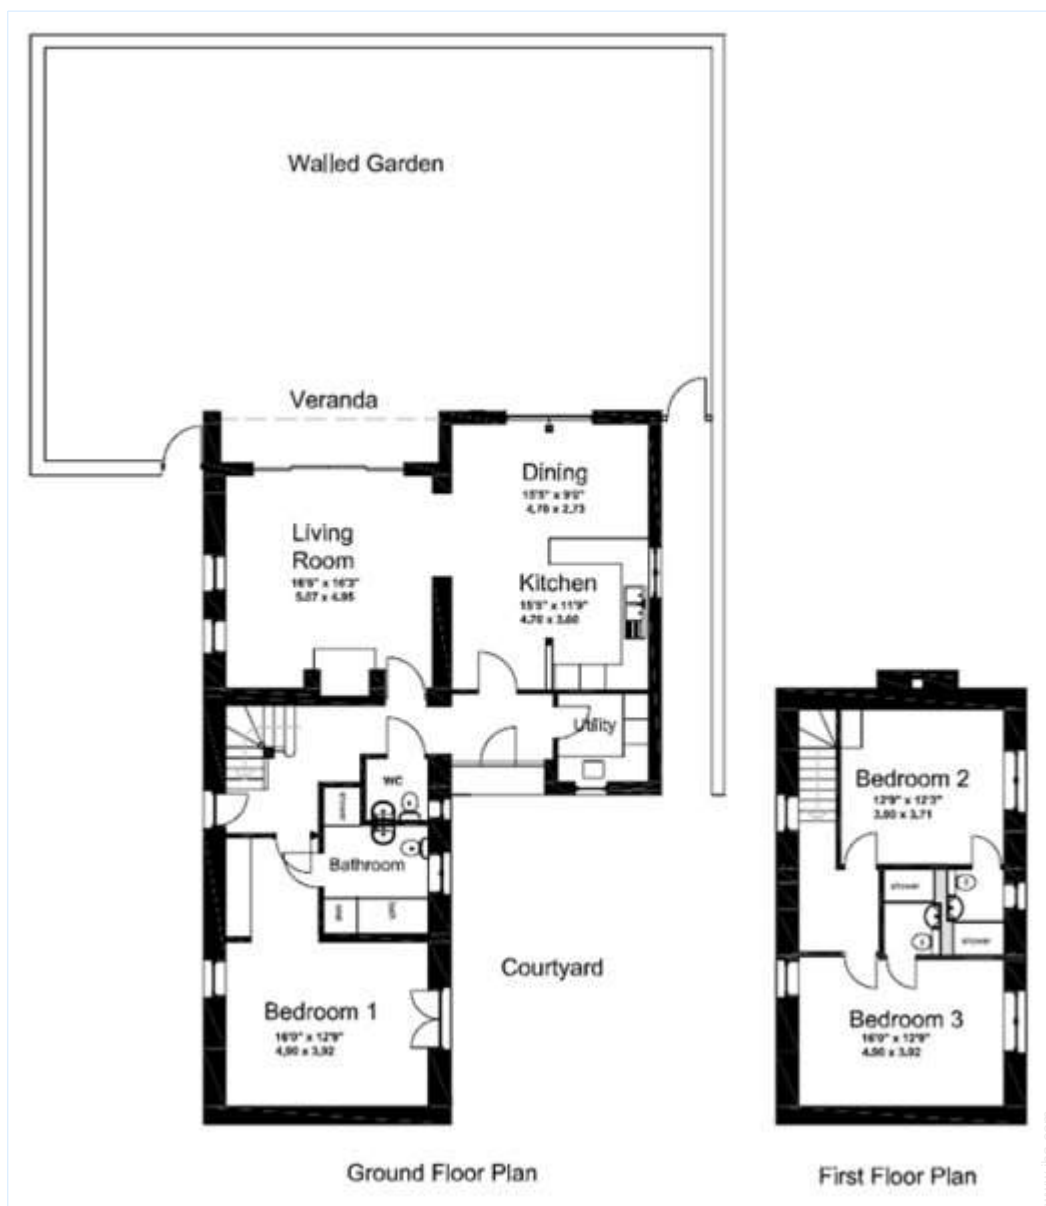 Walled Garden
Veranda
Dining
15'5" x 9'0"
4.70 x 2.73
Living
Room
16'8" x 16'3"
5.07 x 4.95
Kitchen
15'5" x 11'9"
4.70 x 3.60
Utility
WC
shower
Bathroom
bath
Bedroom 2
12'9" x 12'3"
3.90 x 3.71
shower
shower
Courtyard
Bedroom 1
16'0" x 12'9"
4.90 x 3.92
Bedroom 3
16'0" x 12'9"
4.90 x 3.92
Ground Floor Plan
First Floor Plan